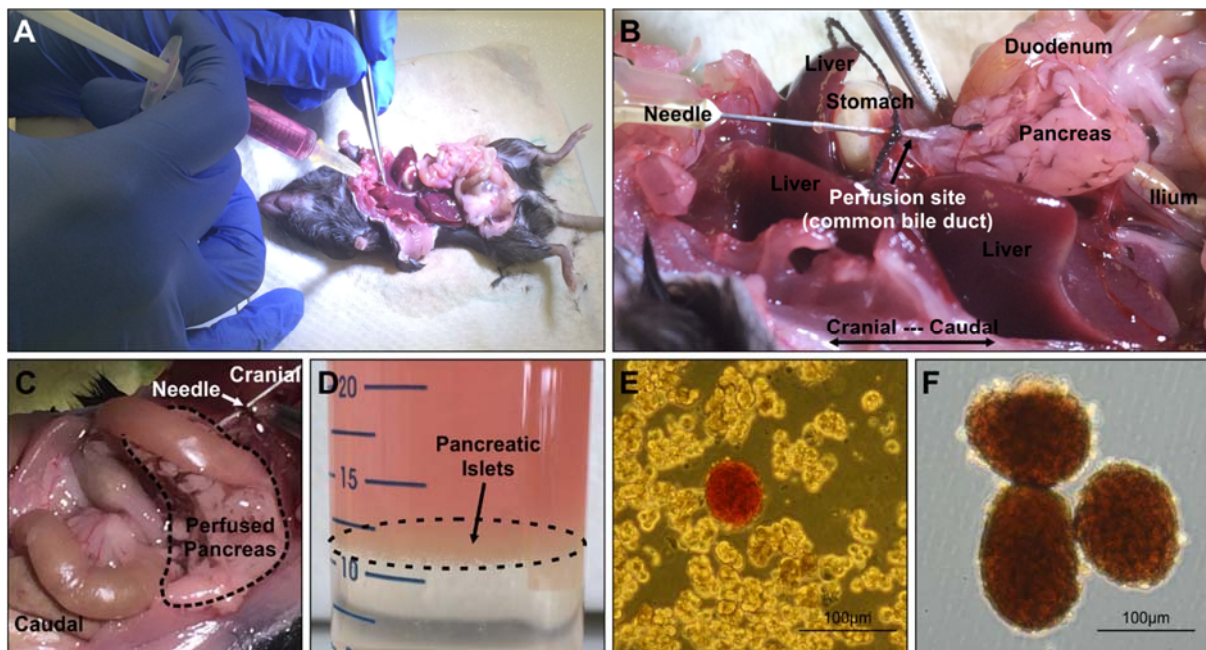 A
B
Liver
Duodenum
Stomach
Needle
Pancreas
Liver
Perfusion site
(common bile duct)
Ilium
Liver
Cranial --- Caudal
C
Needle
Cranial
Perfused
Pancreas
Caudal
D
20
Pancreatic
Islets
15
10
E
100µm
F
100µm